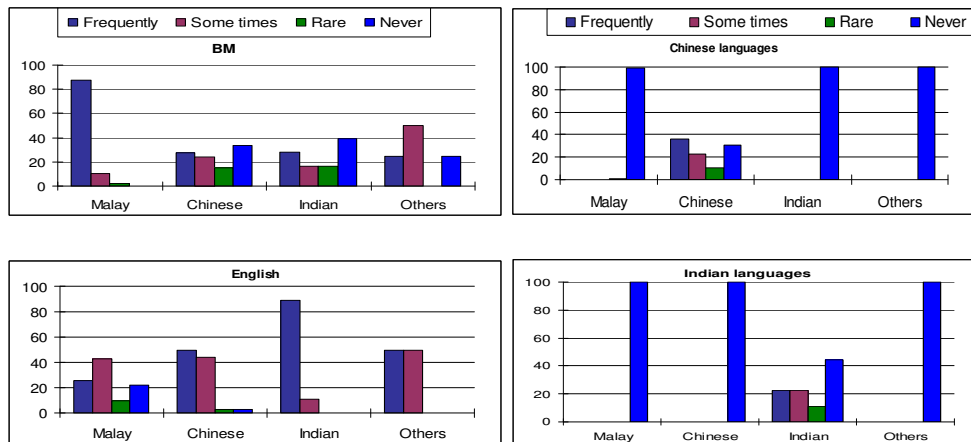 Frequently Some times Rare Never
BM
100
80
60
40
20
0
Malay Chinese Indian Others
Frequently Some times Rare Never
Chinese languages
100
80
60
40
20
0
Malay Chinese Indian Others
English
100
80
60
40
20
0
Malay Chinese Indian Others
Indian languages
100
80
60
40
20
0
Malay Chinese Indian Others